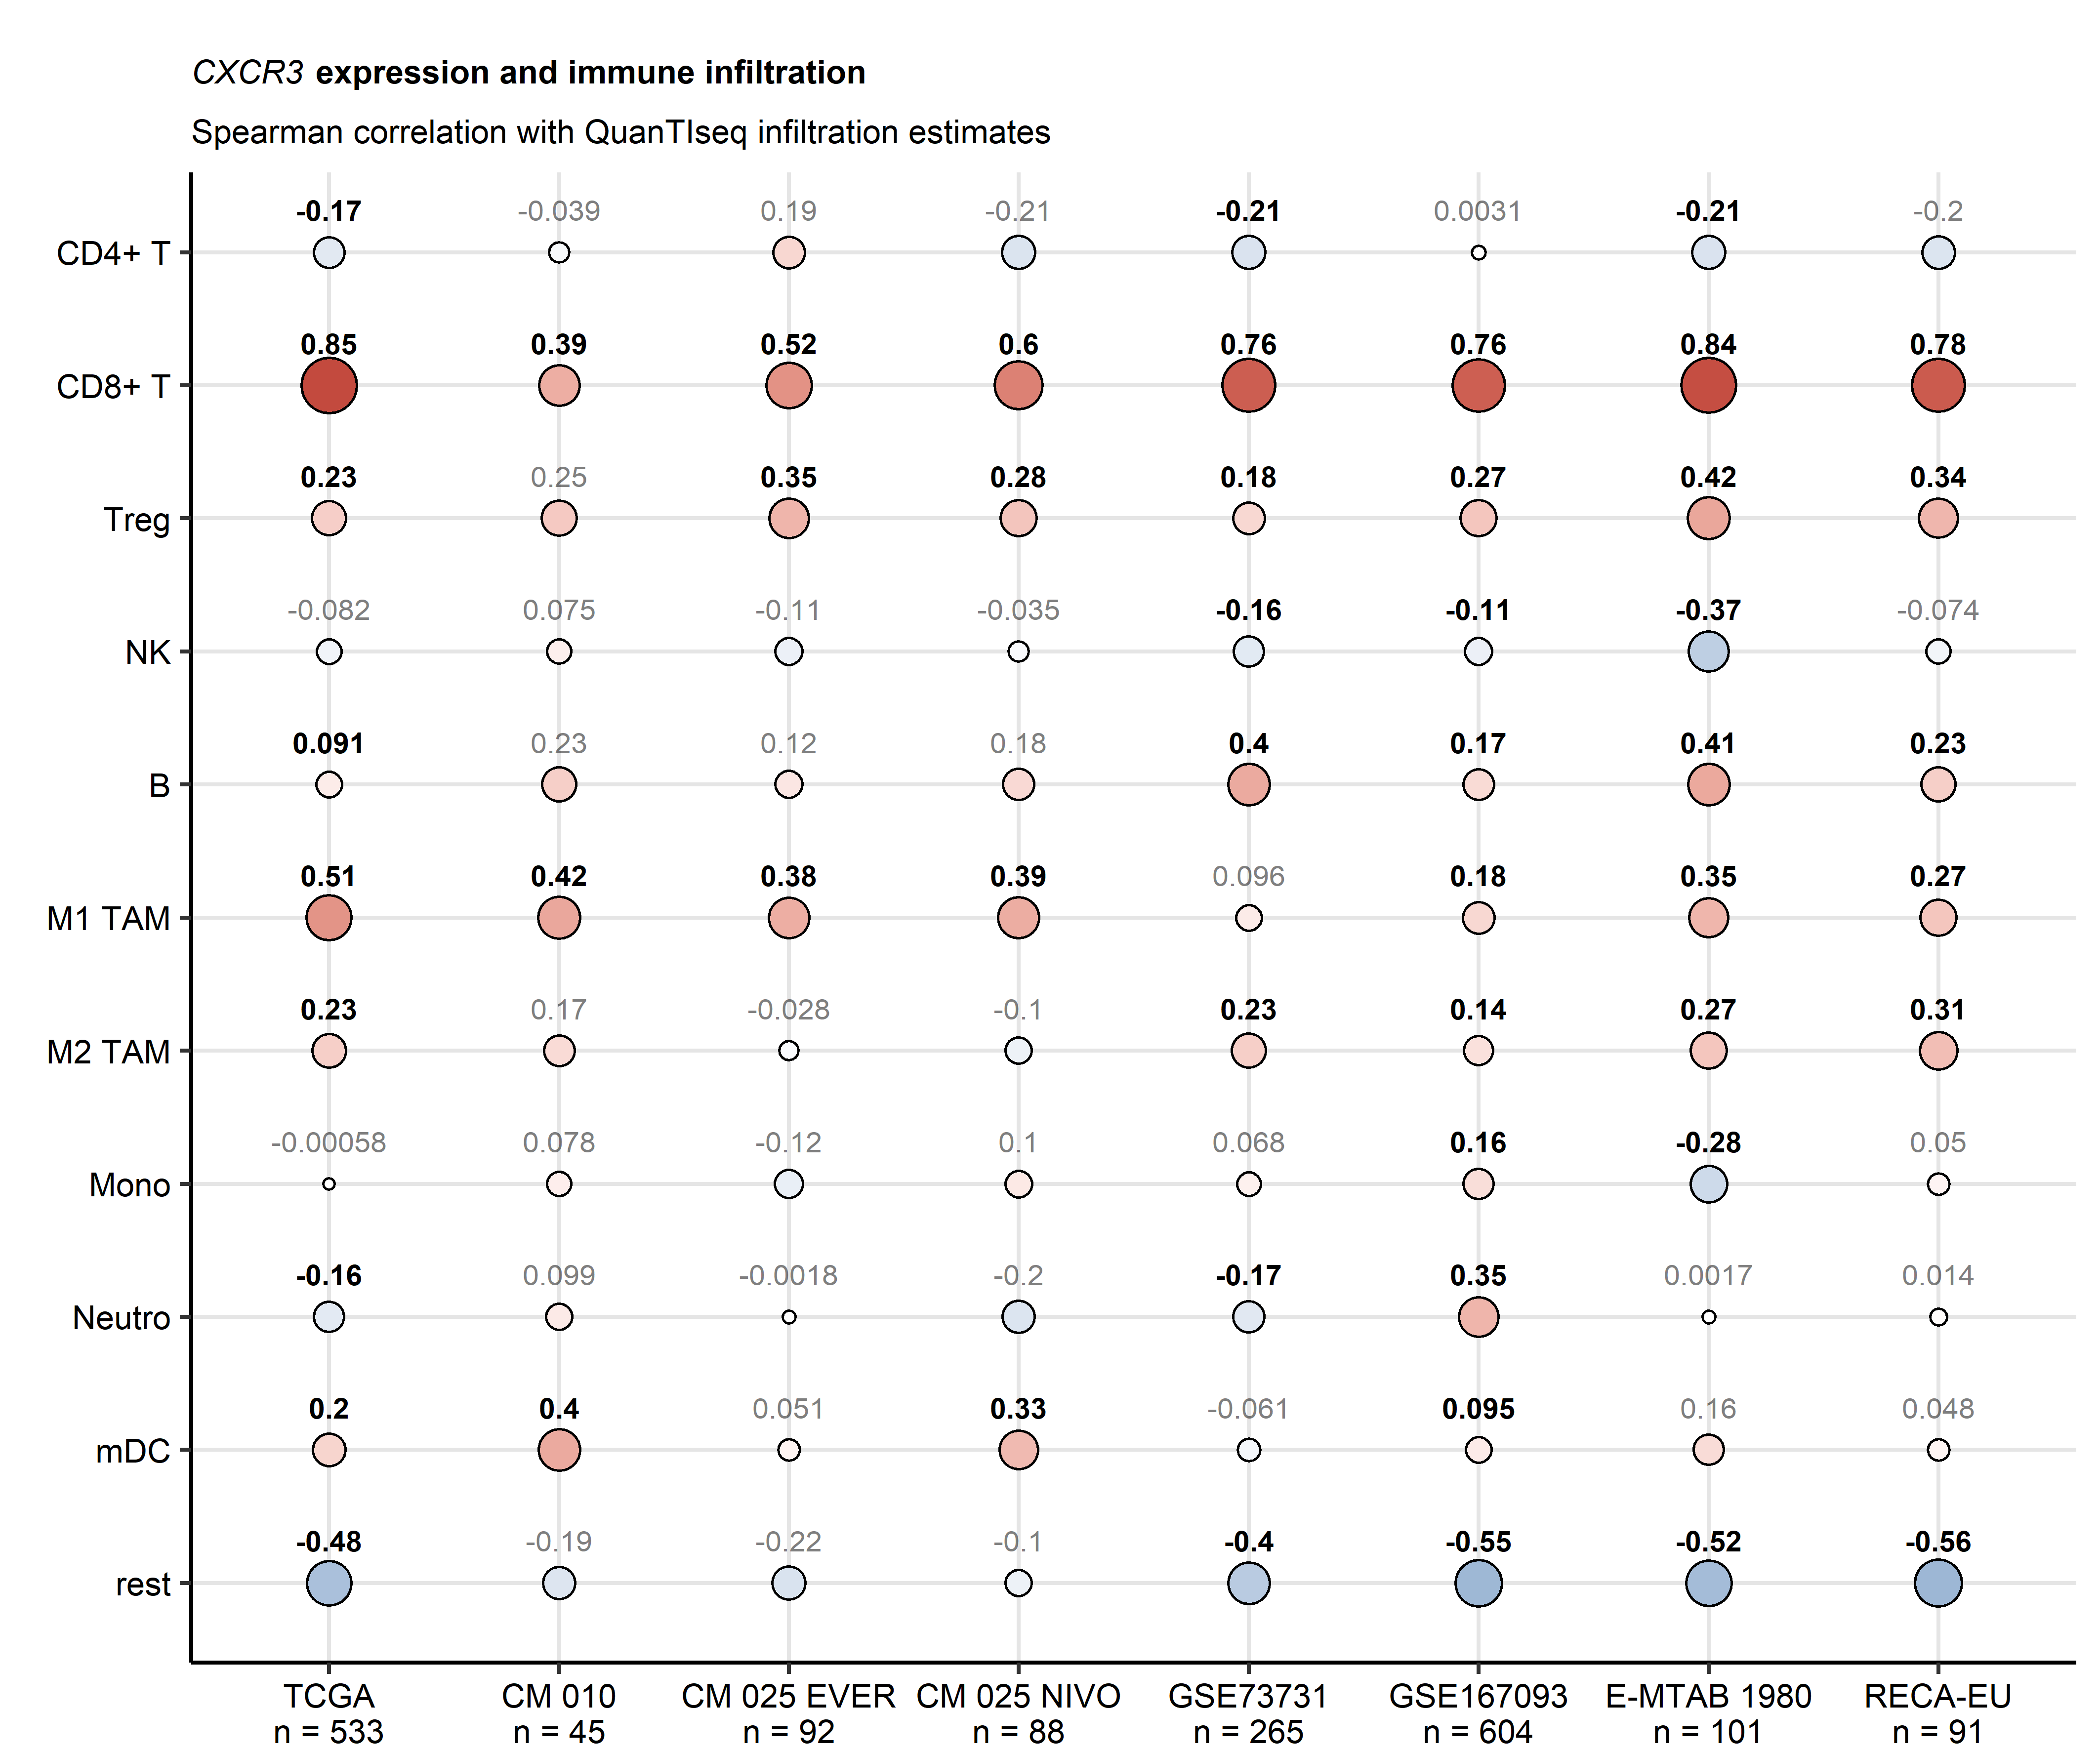 CXCR3 expression and immune infiltration
Spearman correlation with QuanTIseq infiltration estimates
-0.17 -0.039 0.19 -0.21 -0.21 0.0031 -0.21 -0.2
CD4+ T
0.85 0.39 0.52 0.6 0.76 0.76 0.84 0.78
CD8+ T
0.23 0.25 0.35 0.28 0.18 0.27 0.42 0.34
Treg
-0.082 0.075 -0.11 -0.035 -0.16 -0.11 -0.37 -0.074
NK
0.091 0.23 0.12 0.18 0.4 0.17 0.41 0.23
B
0.51 0.42 0.38 0.39 0.096 0.18 0.35 0.27
M1 TAM
0.23 0.17 -0.028 -0.1 0.23 0.14 0.27 0.31
M2 TAM
-0.00058 0.078 -0.12 0.1 0.068 0.16 -0.28 0.05
Mono
-0.16 0.099 -0.0018 -0.2 -0.17 0.35 0.0017 0.014
Neutro
0.2 0.4 0.051 0.33 -0.061 0.095 0.16 0.048
mDC
-0.48 -0.19 -0.22 -0.1 -0.4 -0.55 -0.52 -0.56
rest
TCGA CM 010 CM 025 EVER CM 025 NIVO GSE73731 GSE167093 E-MTAB 1980 RECA-EU
n = 533 n = 45 n = 92 n = 88 n = 265 n = 604 n = 101 n = 91